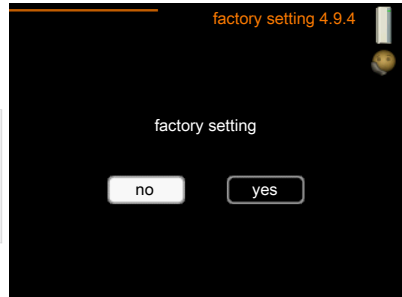 factory setting 4.9.4
factory setting
no
yes